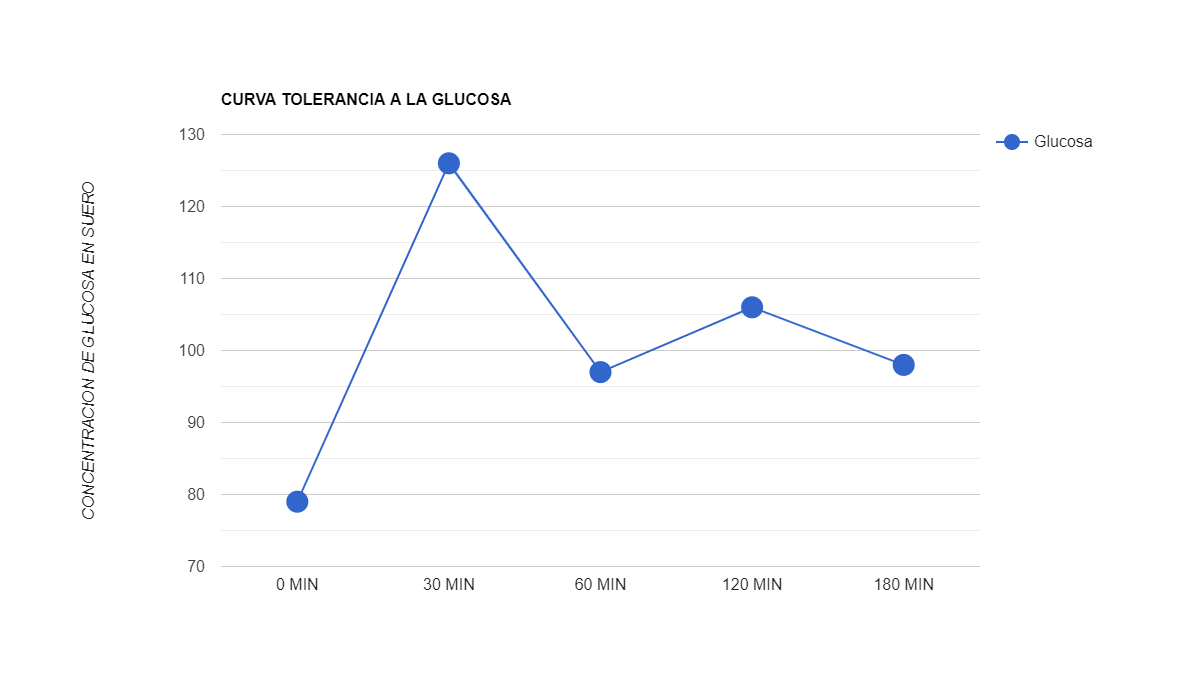 CURVA TOLERANCIA A LA GLUCOSA
Glucosa
CONCENTRACION DE GLUCOSA EN SUERO
130
120
110
100
90
80
70
0 MIN
30 MIN
60 MIN
120 MIN
180 MIN